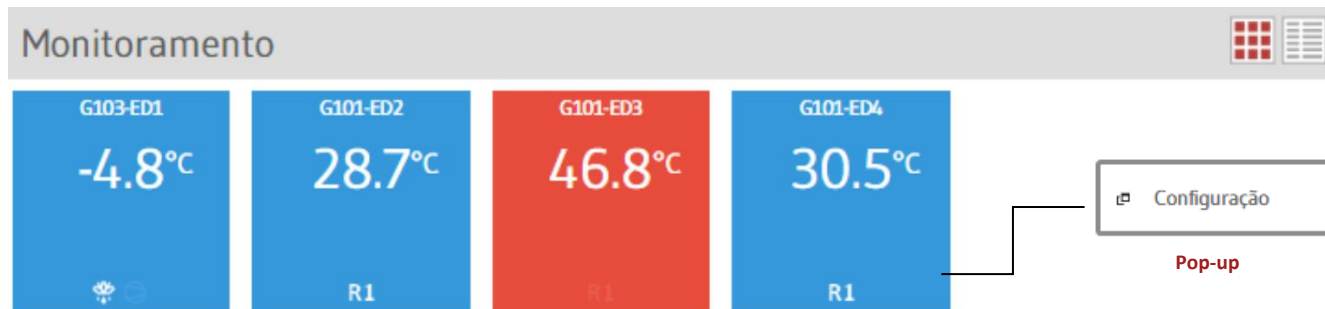 Monitoramento
G103-ED1
-4.8°C
G101-ED2
28.7°C
R1
G101-ED3
46.8°C
R1
G101-ED4
30.5°C
R1
Configuração
Pop-up